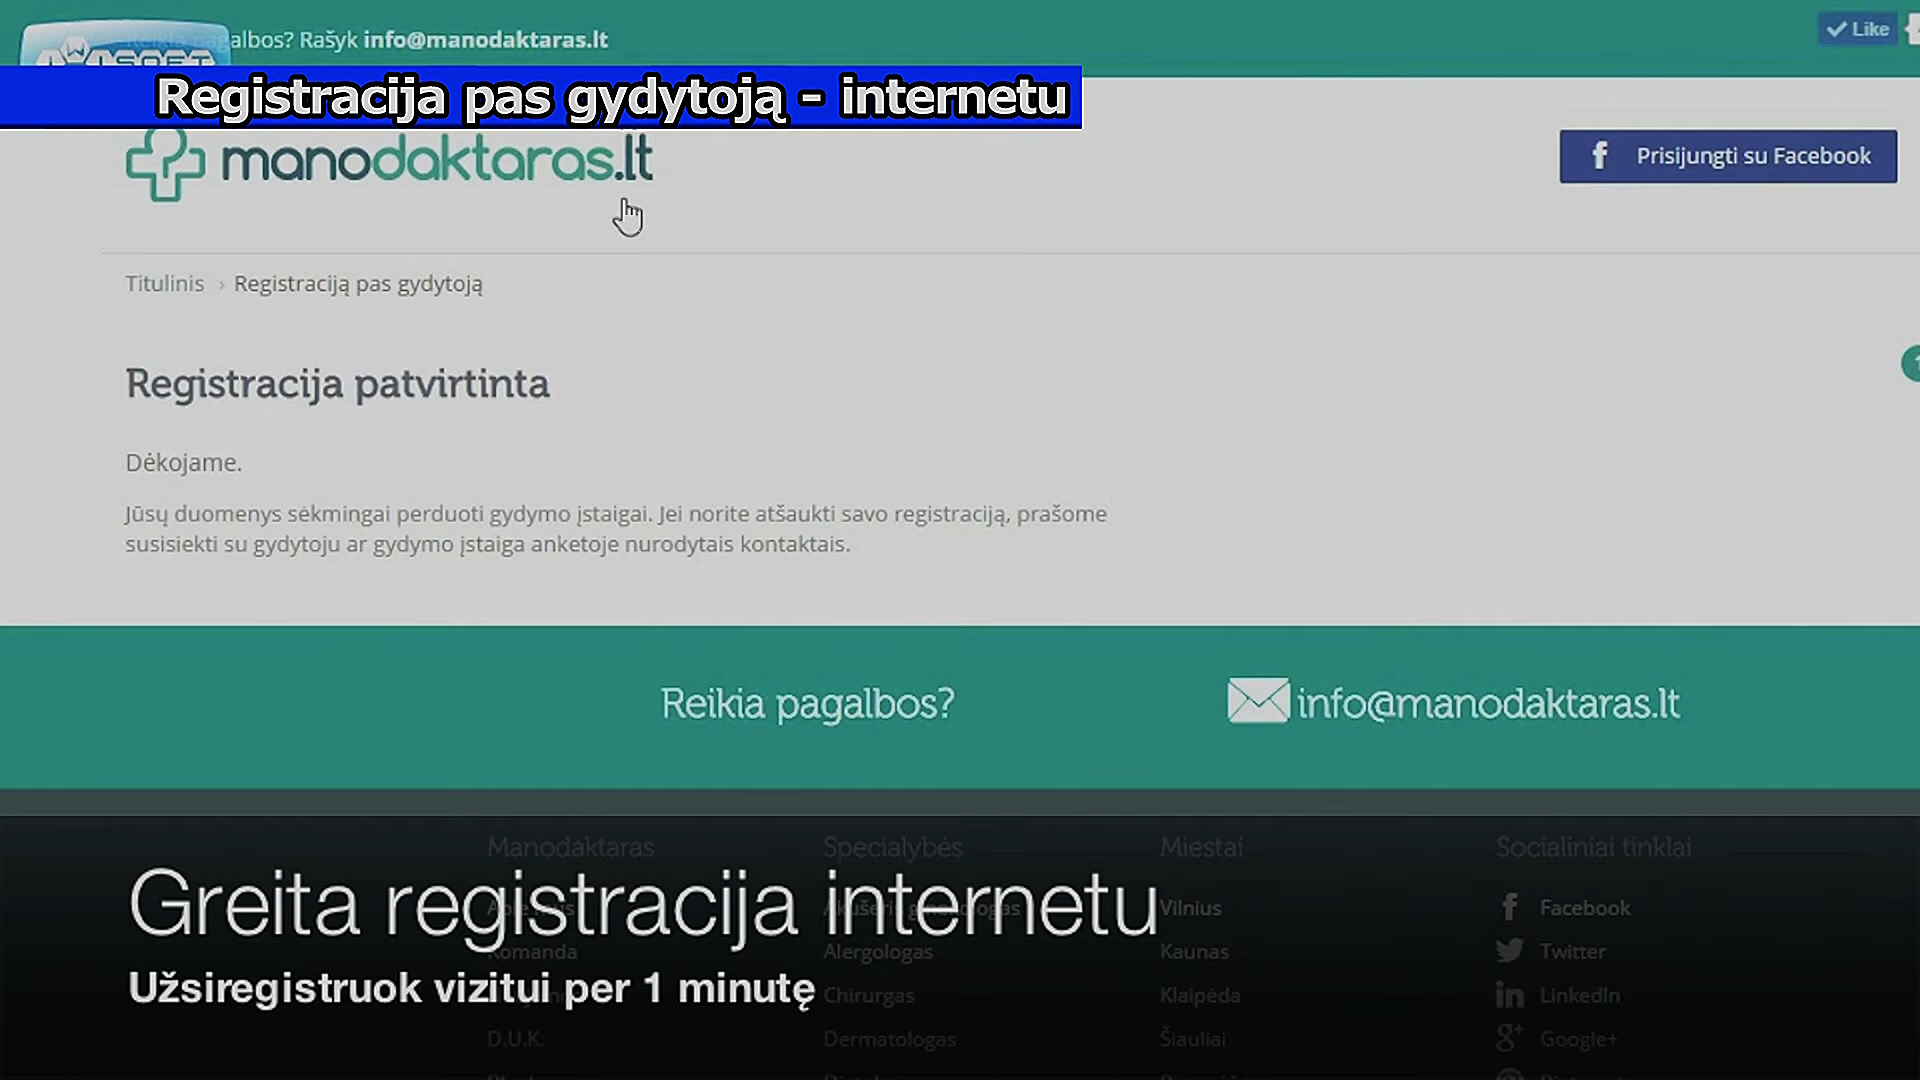 albos? Rašyk info@manodaktaras.lt
Like
Registracija pas gydytoją - internetu
manodaktaras.lt
Prisijungti su Facebook
Titulinis › Registraciją pas gydytoją
Registracija patvirtinta
Dėkojame.
Jūsų duomenys sėkmingai perduoti gydymo įstaigai. Jei norite atšaukti savo registraciją, prašome
susisiekti su gydytoju ar gydymo įstaiga anketoje nurodytais kontaktais.
Reikia pagalbos? info@manodaktaras.lt
Manodaktaras Specialybės Miestai Socialiniai tinklai
Greita registracija internetu
Vilnius Facebook
Komanda Alergologas Kaunas Twitter
Užsiregistruok vizitui per 1 minutę
Chirurgas Klaipėda LinkedIn
D.U.K. Dermatologas Šiauliai Google+